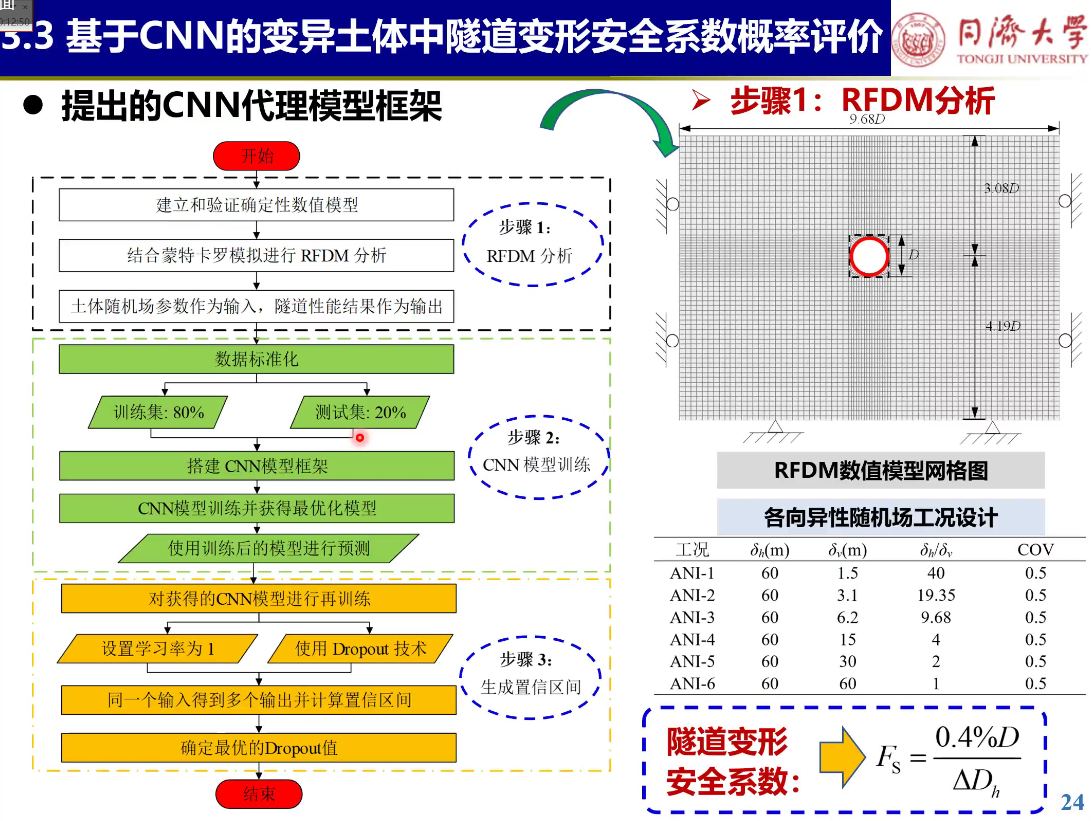 面
0:12:50
5.3 基于CNN的变异土体中隧道变形安全系数概率评价
同濟大學
TONGJI UNIVERSITY
● 提出的CNN代理模型框架
开始
建立和验证确定性数值模型
结合蒙特卡罗模拟进行 RFDM 分析
土体随机场参数作为输入，隧道性能结果作为输出
步骤 1：
RFDM 分析
数据标准化
训练集: 80%
测试集: 20%
搭建 CNN模型框架
CNN模型训练并获得最优化模型
使用训练后的模型进行预测
步骤 2：
CNN 模型训练
对获得的CNN模型进行再训练
设置学习率为 1
使用 Dropout 技术
同一个输入得到多个输出并计算置信区间
确定最优的Dropout值
步骤 3：
生成置信区间
结束
➢ 步骤1：RFDM分析
9.68D
3.08D
D
4.19D
RFDM数值模型网格图
各向异性随机场工况设计
工况 δh(m) δv(m) δh/δv COV
ANI-1 60 1.5 40 0.5
ANI-2 60 3.1 19.35 0.5
ANI-3 60 6.2 9.68 0.5
ANI-4 60 15 4 0.5
ANI-5 60 30 2 0.5
ANI-6 60 60 1 0.5
隧道变形
安全系数：
FS = 0.4%D / ΔDh
24